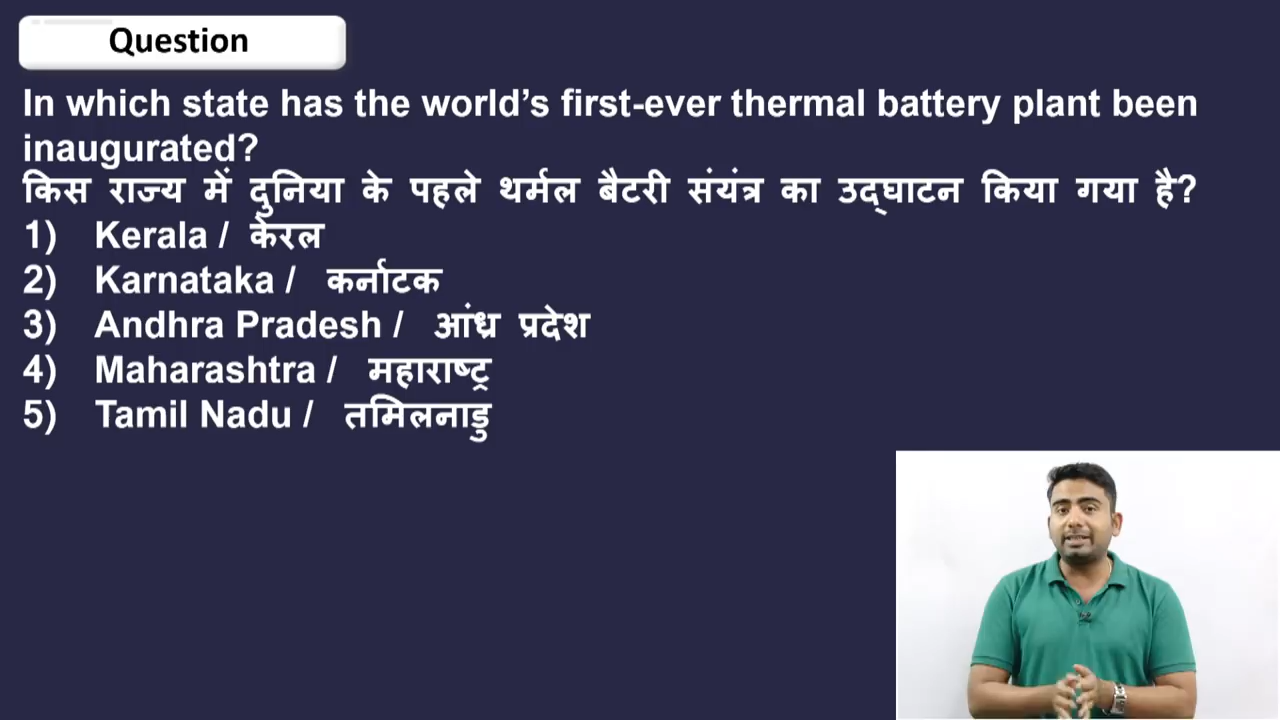 Question
In which state has the world’s first-ever thermal battery plant been
inaugurated?
किस राज्य में दुनिया के पहले थर्मल बैटरी संयंत्र का उद्घाटन किया गया है?
1) Kerala / केरल
2) Karnataka / कर्नाटक
3) Andhra Pradesh / आंध्र प्रदेश
4) Maharashtra / महाराष्ट्र
5) Tamil Nadu / तमिलनाडु